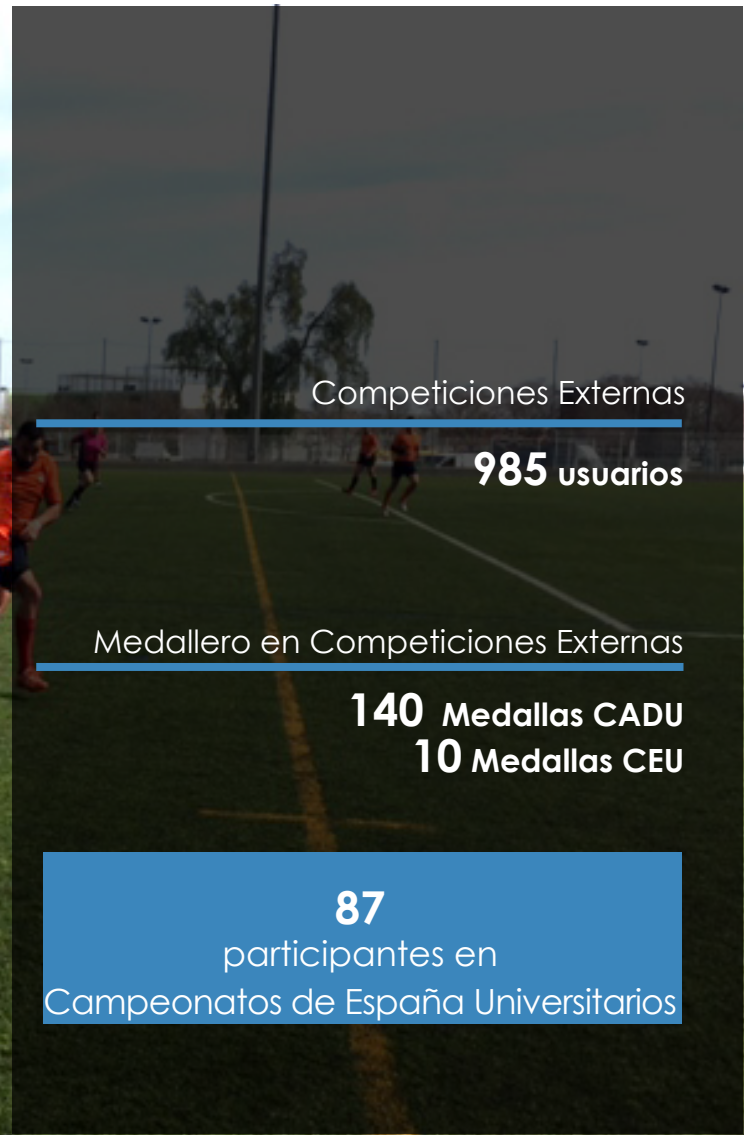 Competiciones Externas
985 usuarios
Medallero en Competiciones Externas
140 Medallas CADU
10 Medallas CEU
87
participantes en
Campeonatos de España Universitarios